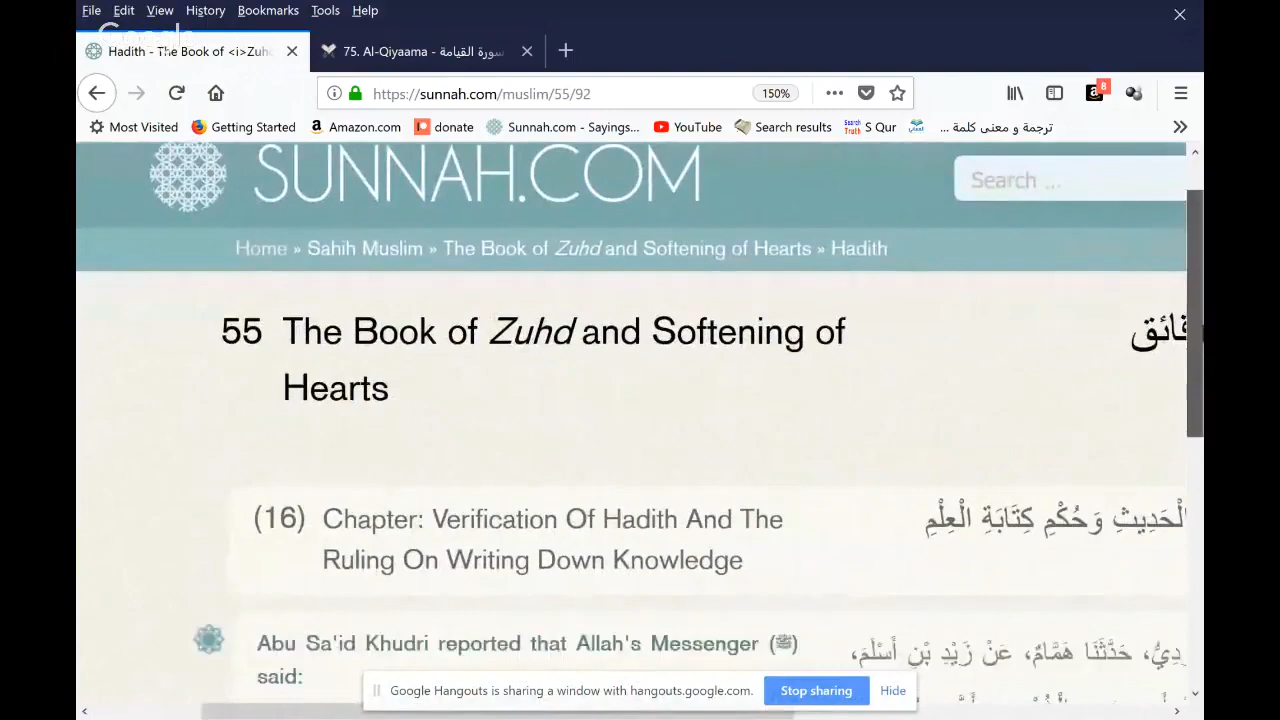 File Edit View History Bookmarks Tools Help
Google
Hadith - The Book of <i>Zuhd
75. Al-Qiyaama - سورة القيامة
https://sunnah.com/muslim/55/92 150%
8
Most Visited Getting Started Amazon.com donate Sunnah.com - Sayings... YouTube Search results Search Truth S Qur ترجمة و معنى كلمة ...
SUNNAH.COM
Search ...
Home » Sahih Muslim » The Book of Zuhd and Softening of Hearts » Hadith
55 The Book of Zuhd and Softening of
Hearts
(16) Chapter: Verification Of Hadith And The
الْحَدِيثِ وَحُكْمِ كِتَابَةِ الْعِلْمِ
Ruling On Writing Down Knowledge
Abu Sa'id Khudri reported that Allah's Messenger (ﷺ)
حَدَّثَنَا هَمَّامٌ، عَنْ زَيْدِ بْنِ أَسْلَمَ،
said:
Google Hangouts is sharing a window with hangouts.google.com. Stop sharing Hide